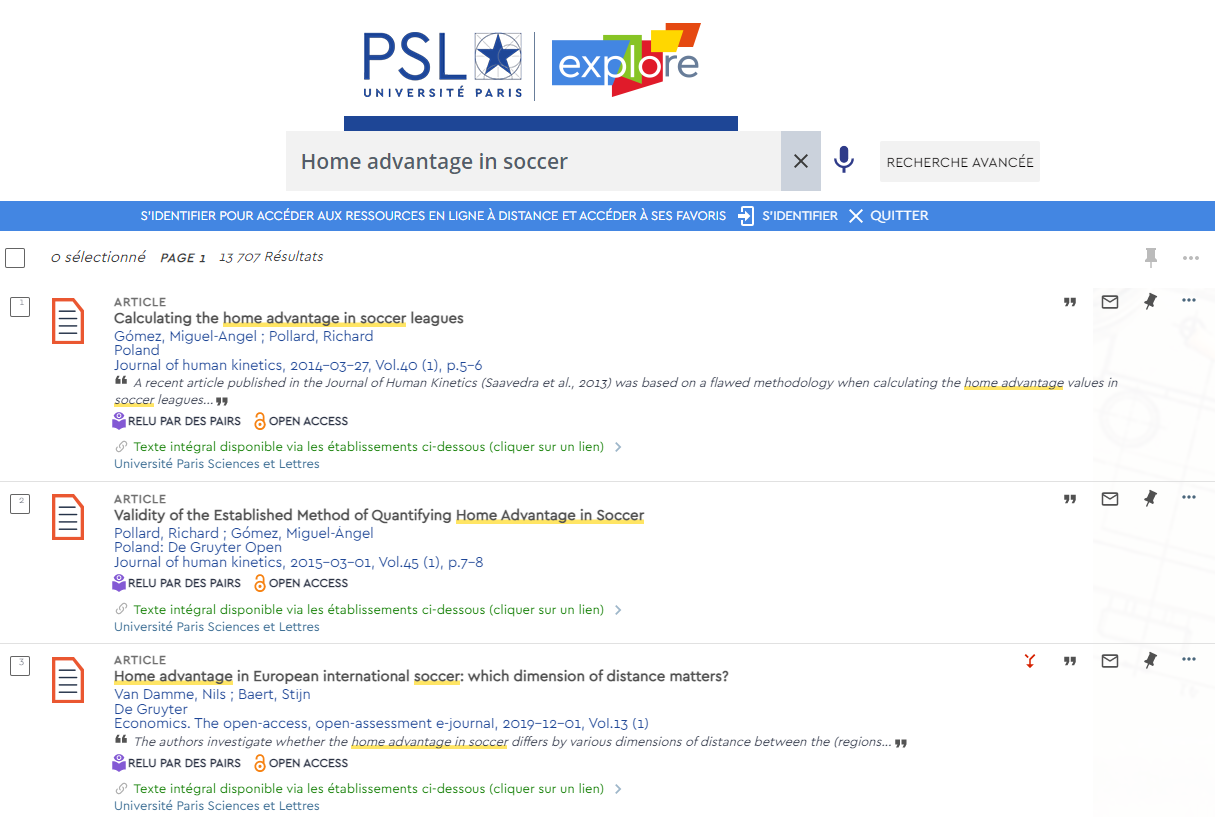 PSL
UNIVERSITÉ PARIS
explore
Home advantage in soccer
RECHERCHE AVANCÉE
S'IDENTIFIER POUR ACCÉDER AUX RESSOURCES EN LIGNE À DISTANCE ET ACCÉDER À SES FAVORIS S'IDENTIFIER QUITTER
0 sélectionné PAGE 1 13 707 Résultats
1
ARTICLE
Calculating the home advantage in soccer leagues
Gómez, Miguel-Angel ; Pollard, Richard
Poland
Journal of human kinetics, 2014-03-27, Vol.40 (1), p.5-6
“ A recent article published in the Journal of Human Kinetics (Saavedra et al., 2013) was based on a flawed methodology when calculating the home advantage values in
soccer leagues... ”
RELU PAR DES PAIRS OPEN ACCESS
Texte intégral disponible via les établissements ci-dessous (cliquer sur un lien)
Université Paris Sciences et Lettres
2
ARTICLE
Validity of the Established Method of Quantifying Home Advantage in Soccer
Pollard, Richard ; Gómez, Miguel-Ángel
Poland: De Gruyter Open
Journal of human kinetics, 2015-03-01, Vol.45 (1), p.7-8
RELU PAR DES PAIRS OPEN ACCESS
Texte intégral disponible via les établissements ci-dessous (cliquer sur un lien)
Université Paris Sciences et Lettres
3
ARTICLE
Home advantage in European international soccer: which dimension of distance matters?
Van Damme, Nils ; Baert, Stijn
De Gruyter
Economics. The open-access, open-assessment e-journal, 2019-12-01, Vol.13 (1)
“ The authors investigate whether the home advantage in soccer differs by various dimensions of distance between the (regions... ”
RELU PAR DES PAIRS OPEN ACCESS
Texte intégral disponible via les établissements ci-dessous (cliquer sur un lien)
Université Paris Sciences et Lettres